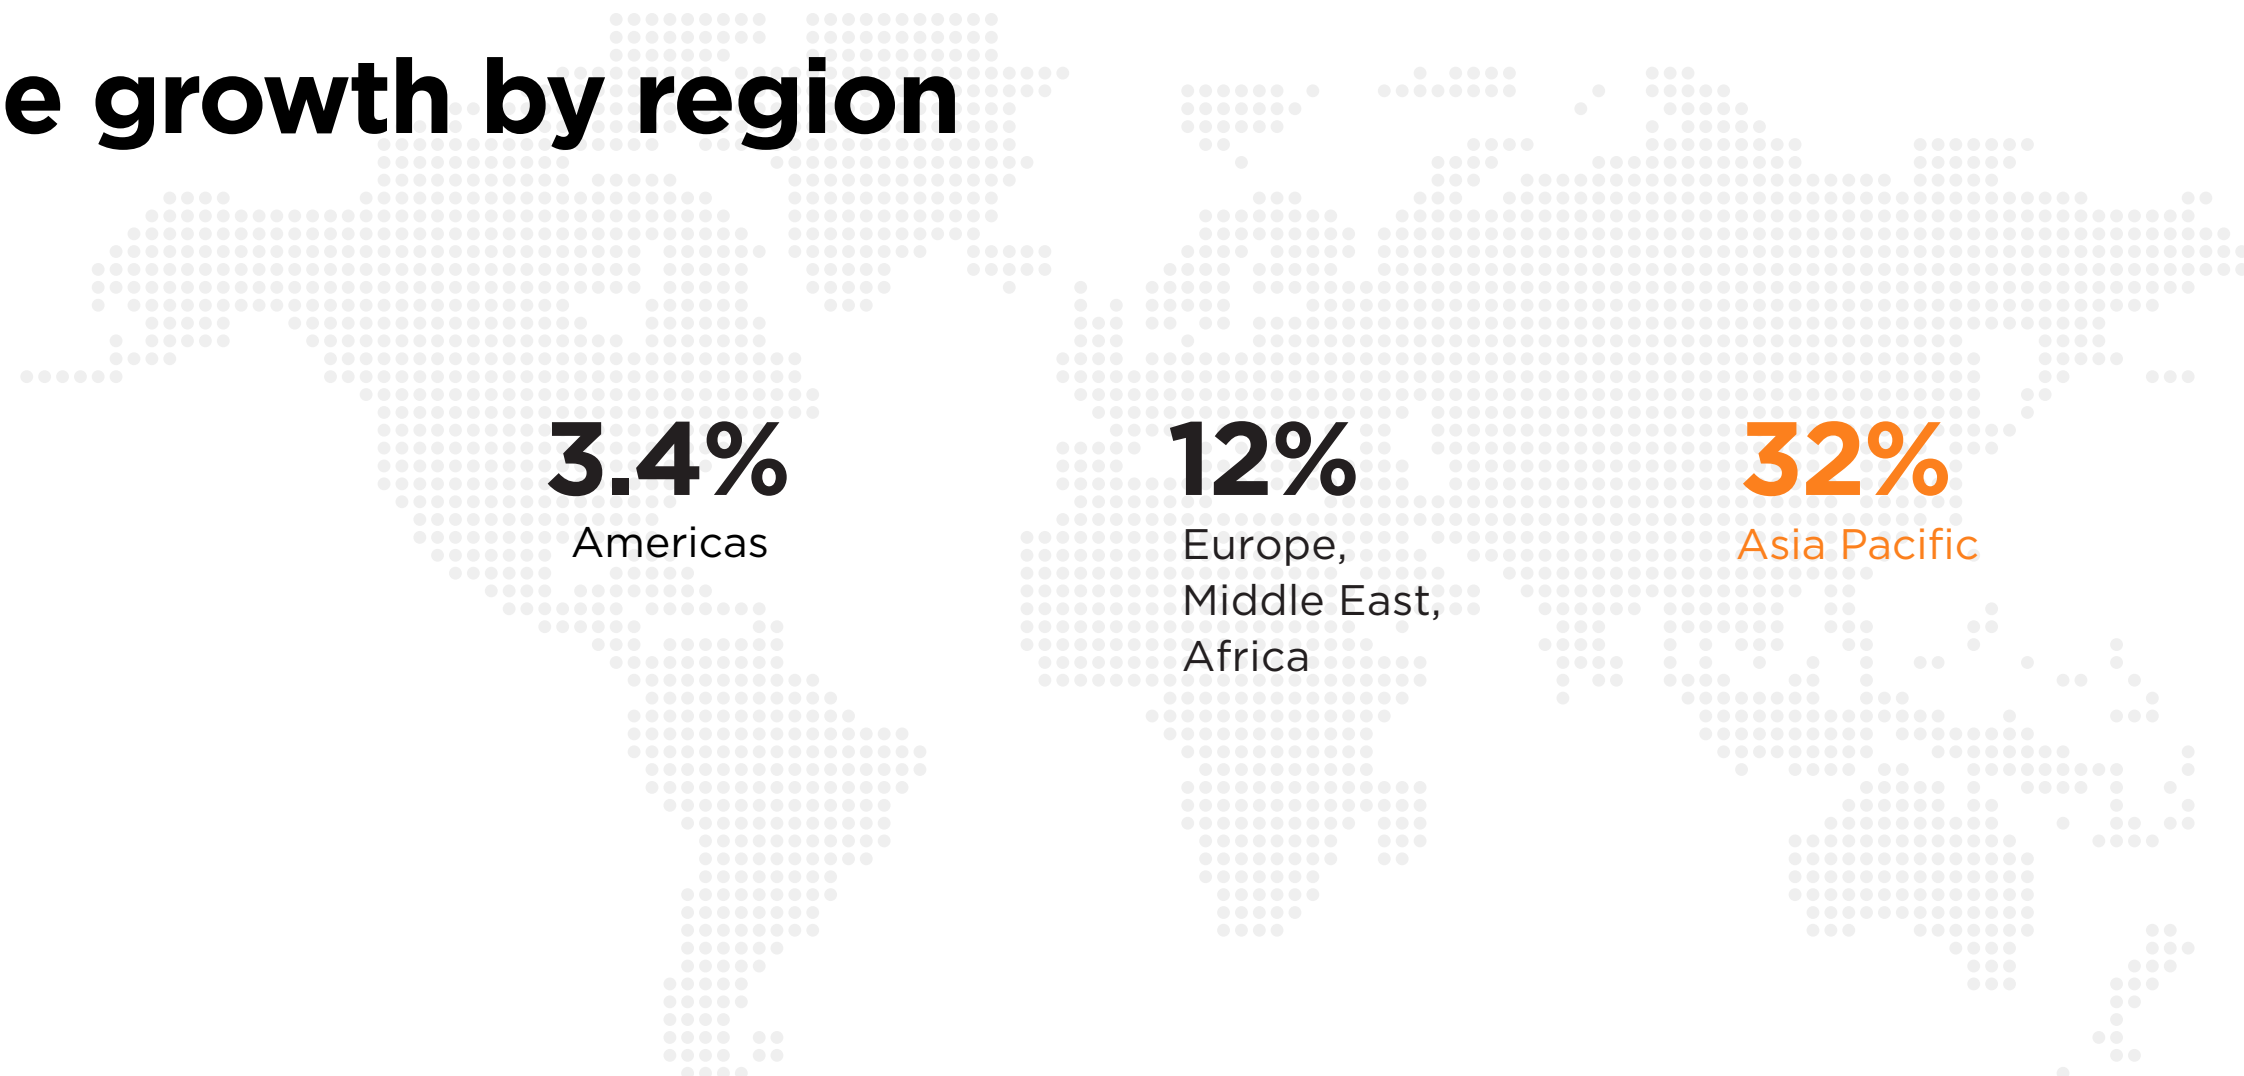 e growth by region
3.4%
Americas
12%
Europe,
Middle East,
Africa
32%
Asia Pacific